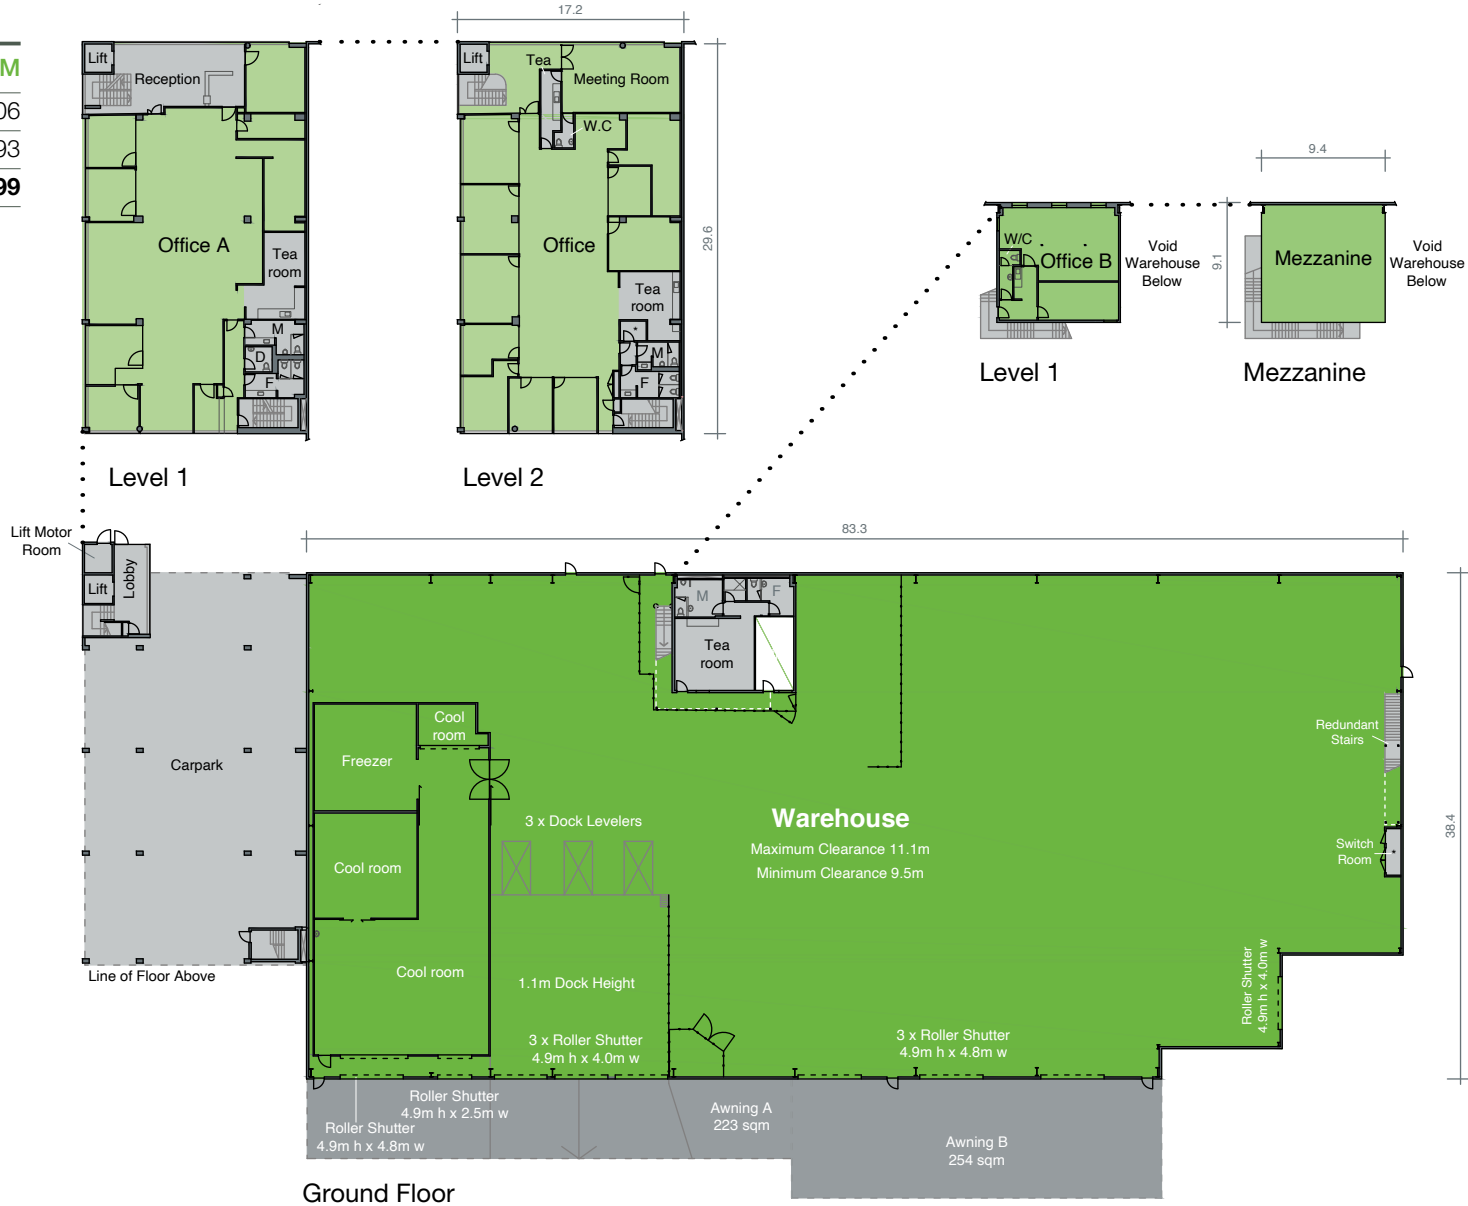 M
06
93
99
17.2
Lift
Reception
Office A
Tea
room
M
D
F
Level 1
Lift
Tea
Meeting Room
W.C
Office
Tea
room
*
M
F
29.6
Level 2
W/C
Office B
Void
Warehouse
Below
Level 1
9.4
9.1
Mezzanine
Void
Warehouse
Below
Mezzanine
Lift Motor
Room
Lobby
Lift
Carpark
Line of Floor Above
83.3
M
F
Tea
room
Cool
room
Freezer
Cool room
Cool room
3 x Dock Levelers
1.1m Dock Height
3 x Roller Shutter
4.9m h x 4.0m w
Warehouse
Maximum Clearance 11.1m
Minimum Clearance 9.5m
3 x Roller Shutter
4.9m h x 4.8m w
Redundant
Stairs
Switch
Room
*
Roller Shutter
4.9m h x 4.0m w
38.4
Roller Shutter
4.9m h x 2.5m w
Roller Shutter
4.9m h x 4.8m w
Awning A
223 sqm
Awning B
254 sqm
Ground Floor